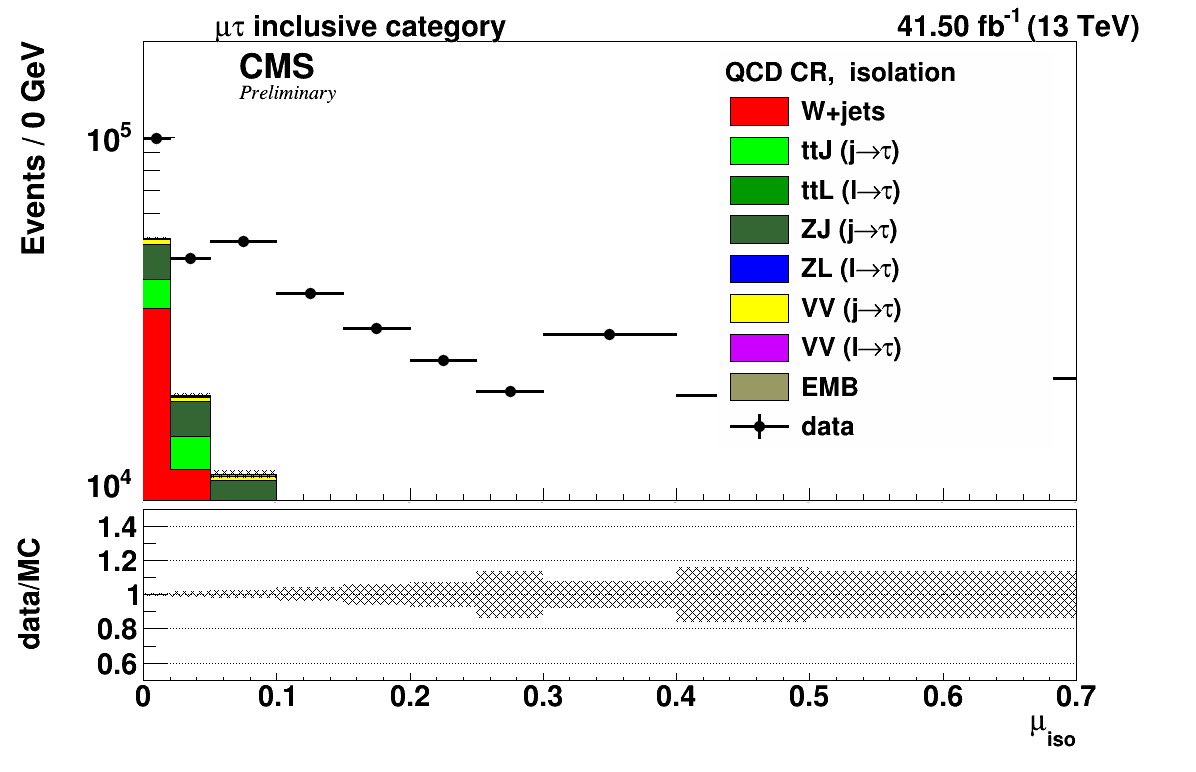 μτ inclusive category
41.50 fb⁻¹ (13 TeV)
CMS
Preliminary
QCD CR, isolation
W+jets
ttJ (j→τ)
ttL (l→τ)
ZJ (j→τ)
ZL (l→τ)
VV (j→τ)
VV (l→τ)
EMB
data
Events / 0 GeV
10⁵
10⁴
data/MC
1.4
1.2
1
0.8
0.6
0 0.1 0.2 0.3 0.4 0.5 0.6 0.7
μ_iso